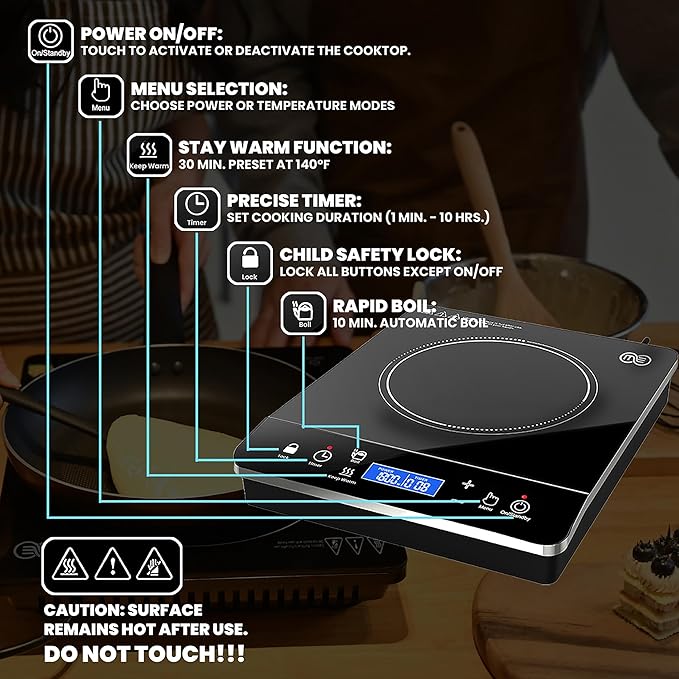 POWER ON/OFF:
On/Standby
TOUCH TO ACTIVATE OR DEACTIVATE THE COOKTOP.
MENU SELECTION:
Menu
CHOOSE POWER OR TEMPERATURE MODES
STAY WARM FUNCTION:
Keep Warm
30 MIN. PRESET AT 140°F
PRECISE TIMER:
Timer
SET COOKING DURATION (1 MIN. - 10 HRS.)
CHILD SAFETY LOCK:
Lock
LOCK ALL BUTTONS EXCEPT ON/OFF
RAPID BOIL:
Boil
10 MIN. AUTOMATIC BOIL
Lock
Timer
Boil
Keep Warm
POWER
TIMER
1800
10:08
+
Menu
On/Standby
CAUTION: SURFACE
REMAINS HOT AFTER USE.
DO NOT TOUCH!!!